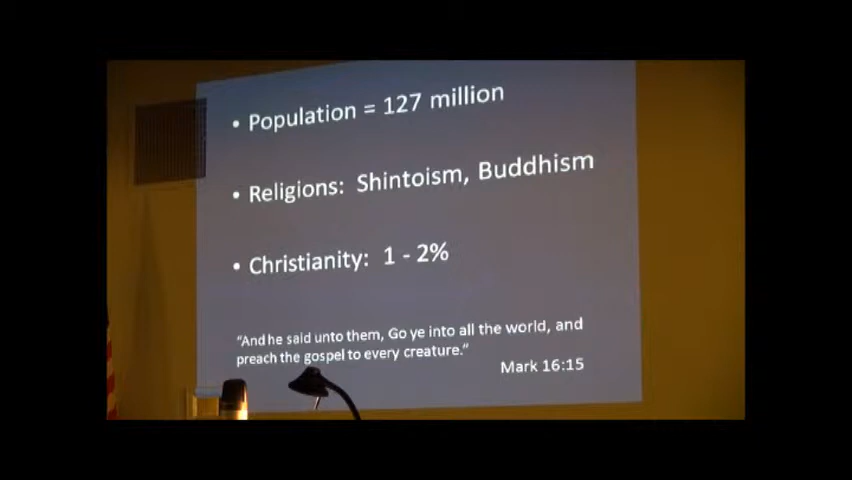 • Population = 127 million
• Religions: Shintoism, Buddhism
• Christianity: 1 - 2%
“And he said unto them, Go ye into all the world, and
preach the gospel to every creature.“
Mark 16:15